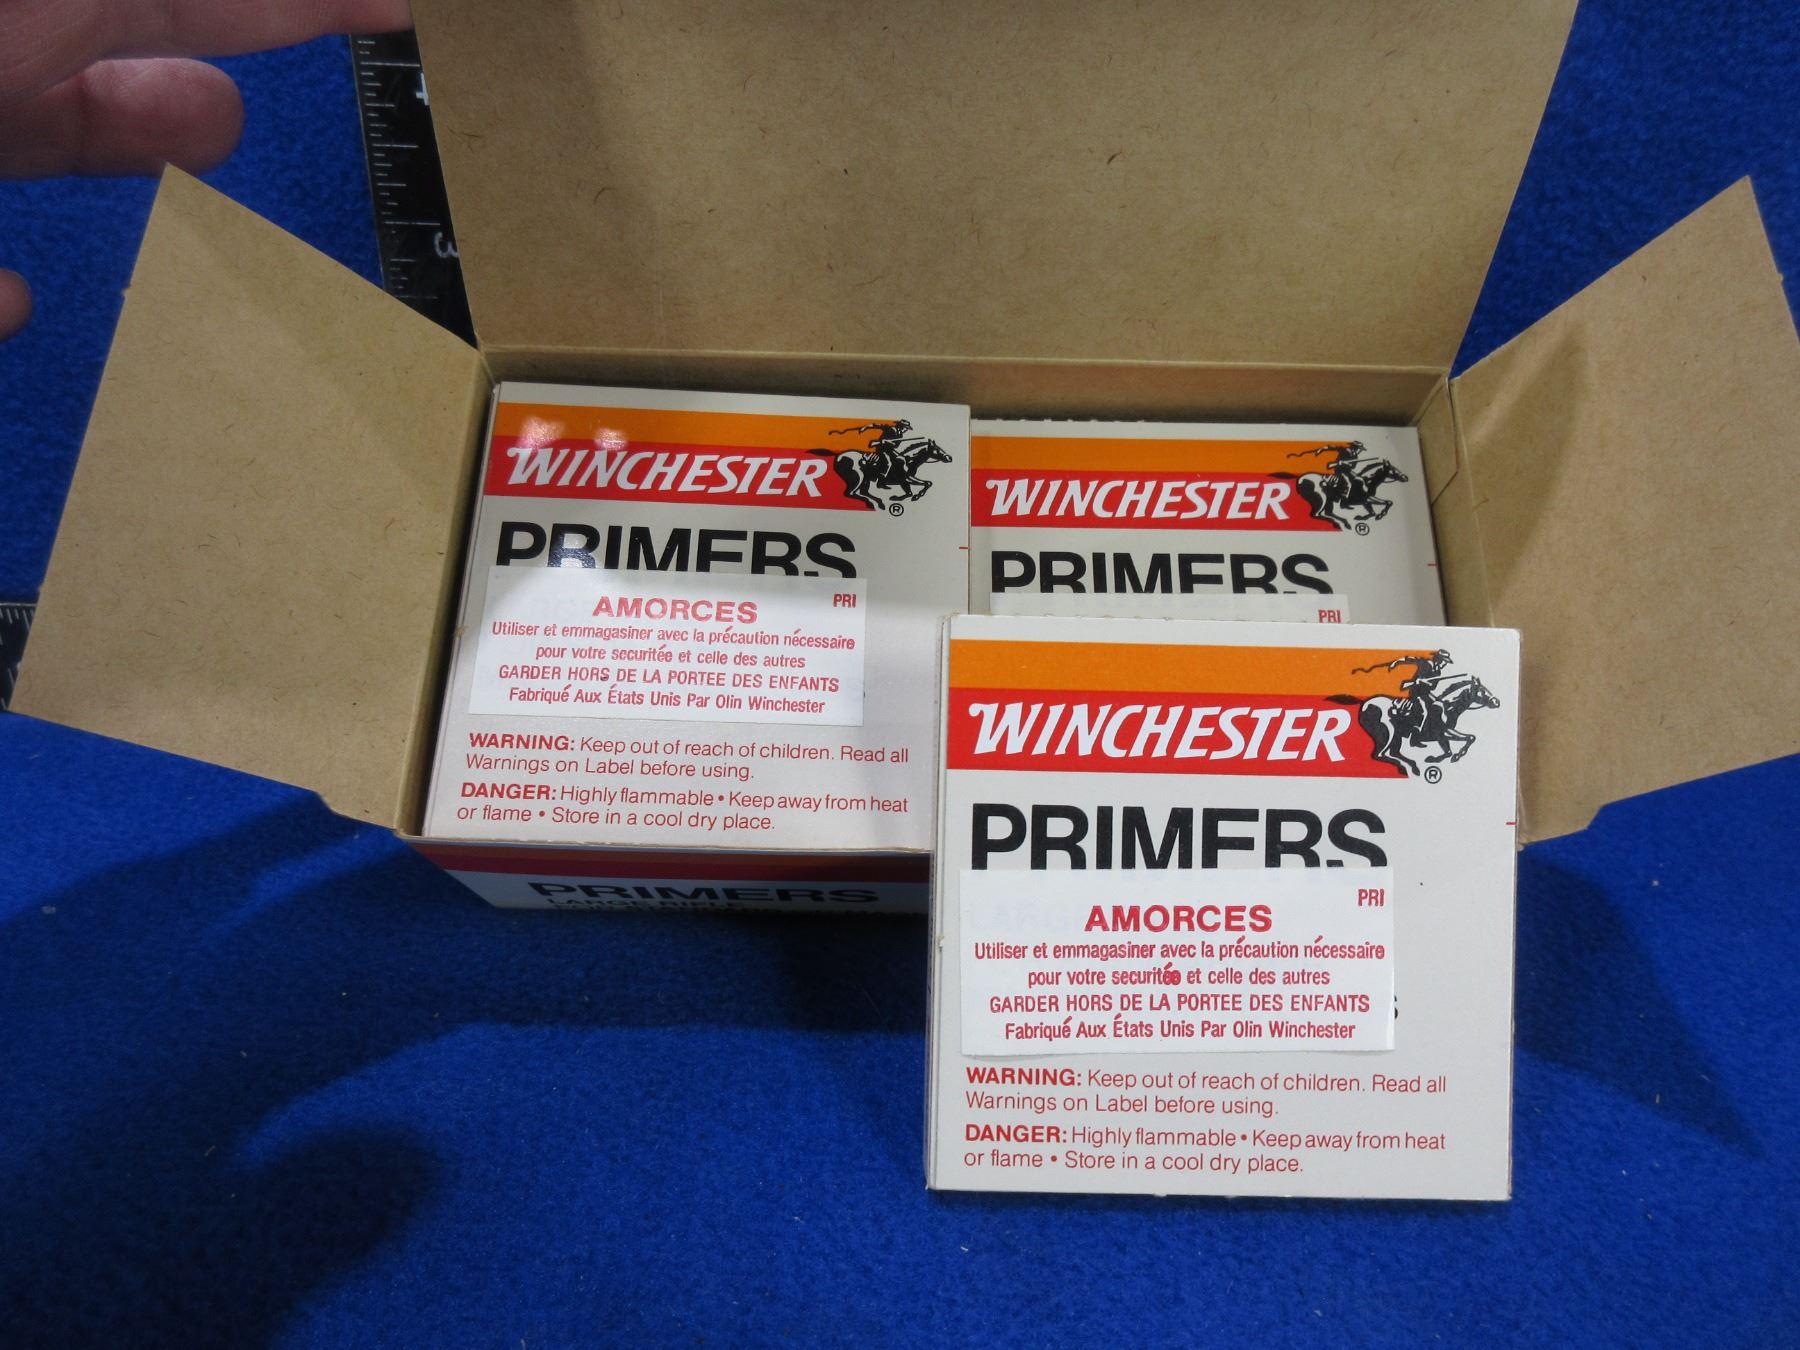 4
3
WINCHESTER
®
PRIMERS
PRI
AMORCES
Utiliser et emmagasiner avec la précaution nécessaire
pour votre securitée et celle des autres
GARDER HORS DE LA PORTEE DES ENFANTS
Fabriqué Aux États Unis Par Olin Winchester
WARNING: Keep out of reach of children. Read all
Warnings on Label before using.
DANGER: Highly flammable • Keep away from heat
or flame • Store in a cool dry place.
WINCHESTER
®
PRIMERS
PRI
PRIMERS
LARGE RIFLE
WINCHESTER
®
PRIMERS
PRI
AMORCES
Utiliser et emmagasiner avec la précaution nécessaire
pour votre securitée et celle des autres
GARDER HORS DE LA PORTEE DES ENFANTS
Fabriqué Aux États Unis Par Olin Winchester
WARNING: Keep out of reach of children. Read all
Warnings on Label before using.
DANGER: Highly flammable • Keep away from heat
or flame • Store in a cool dry place.